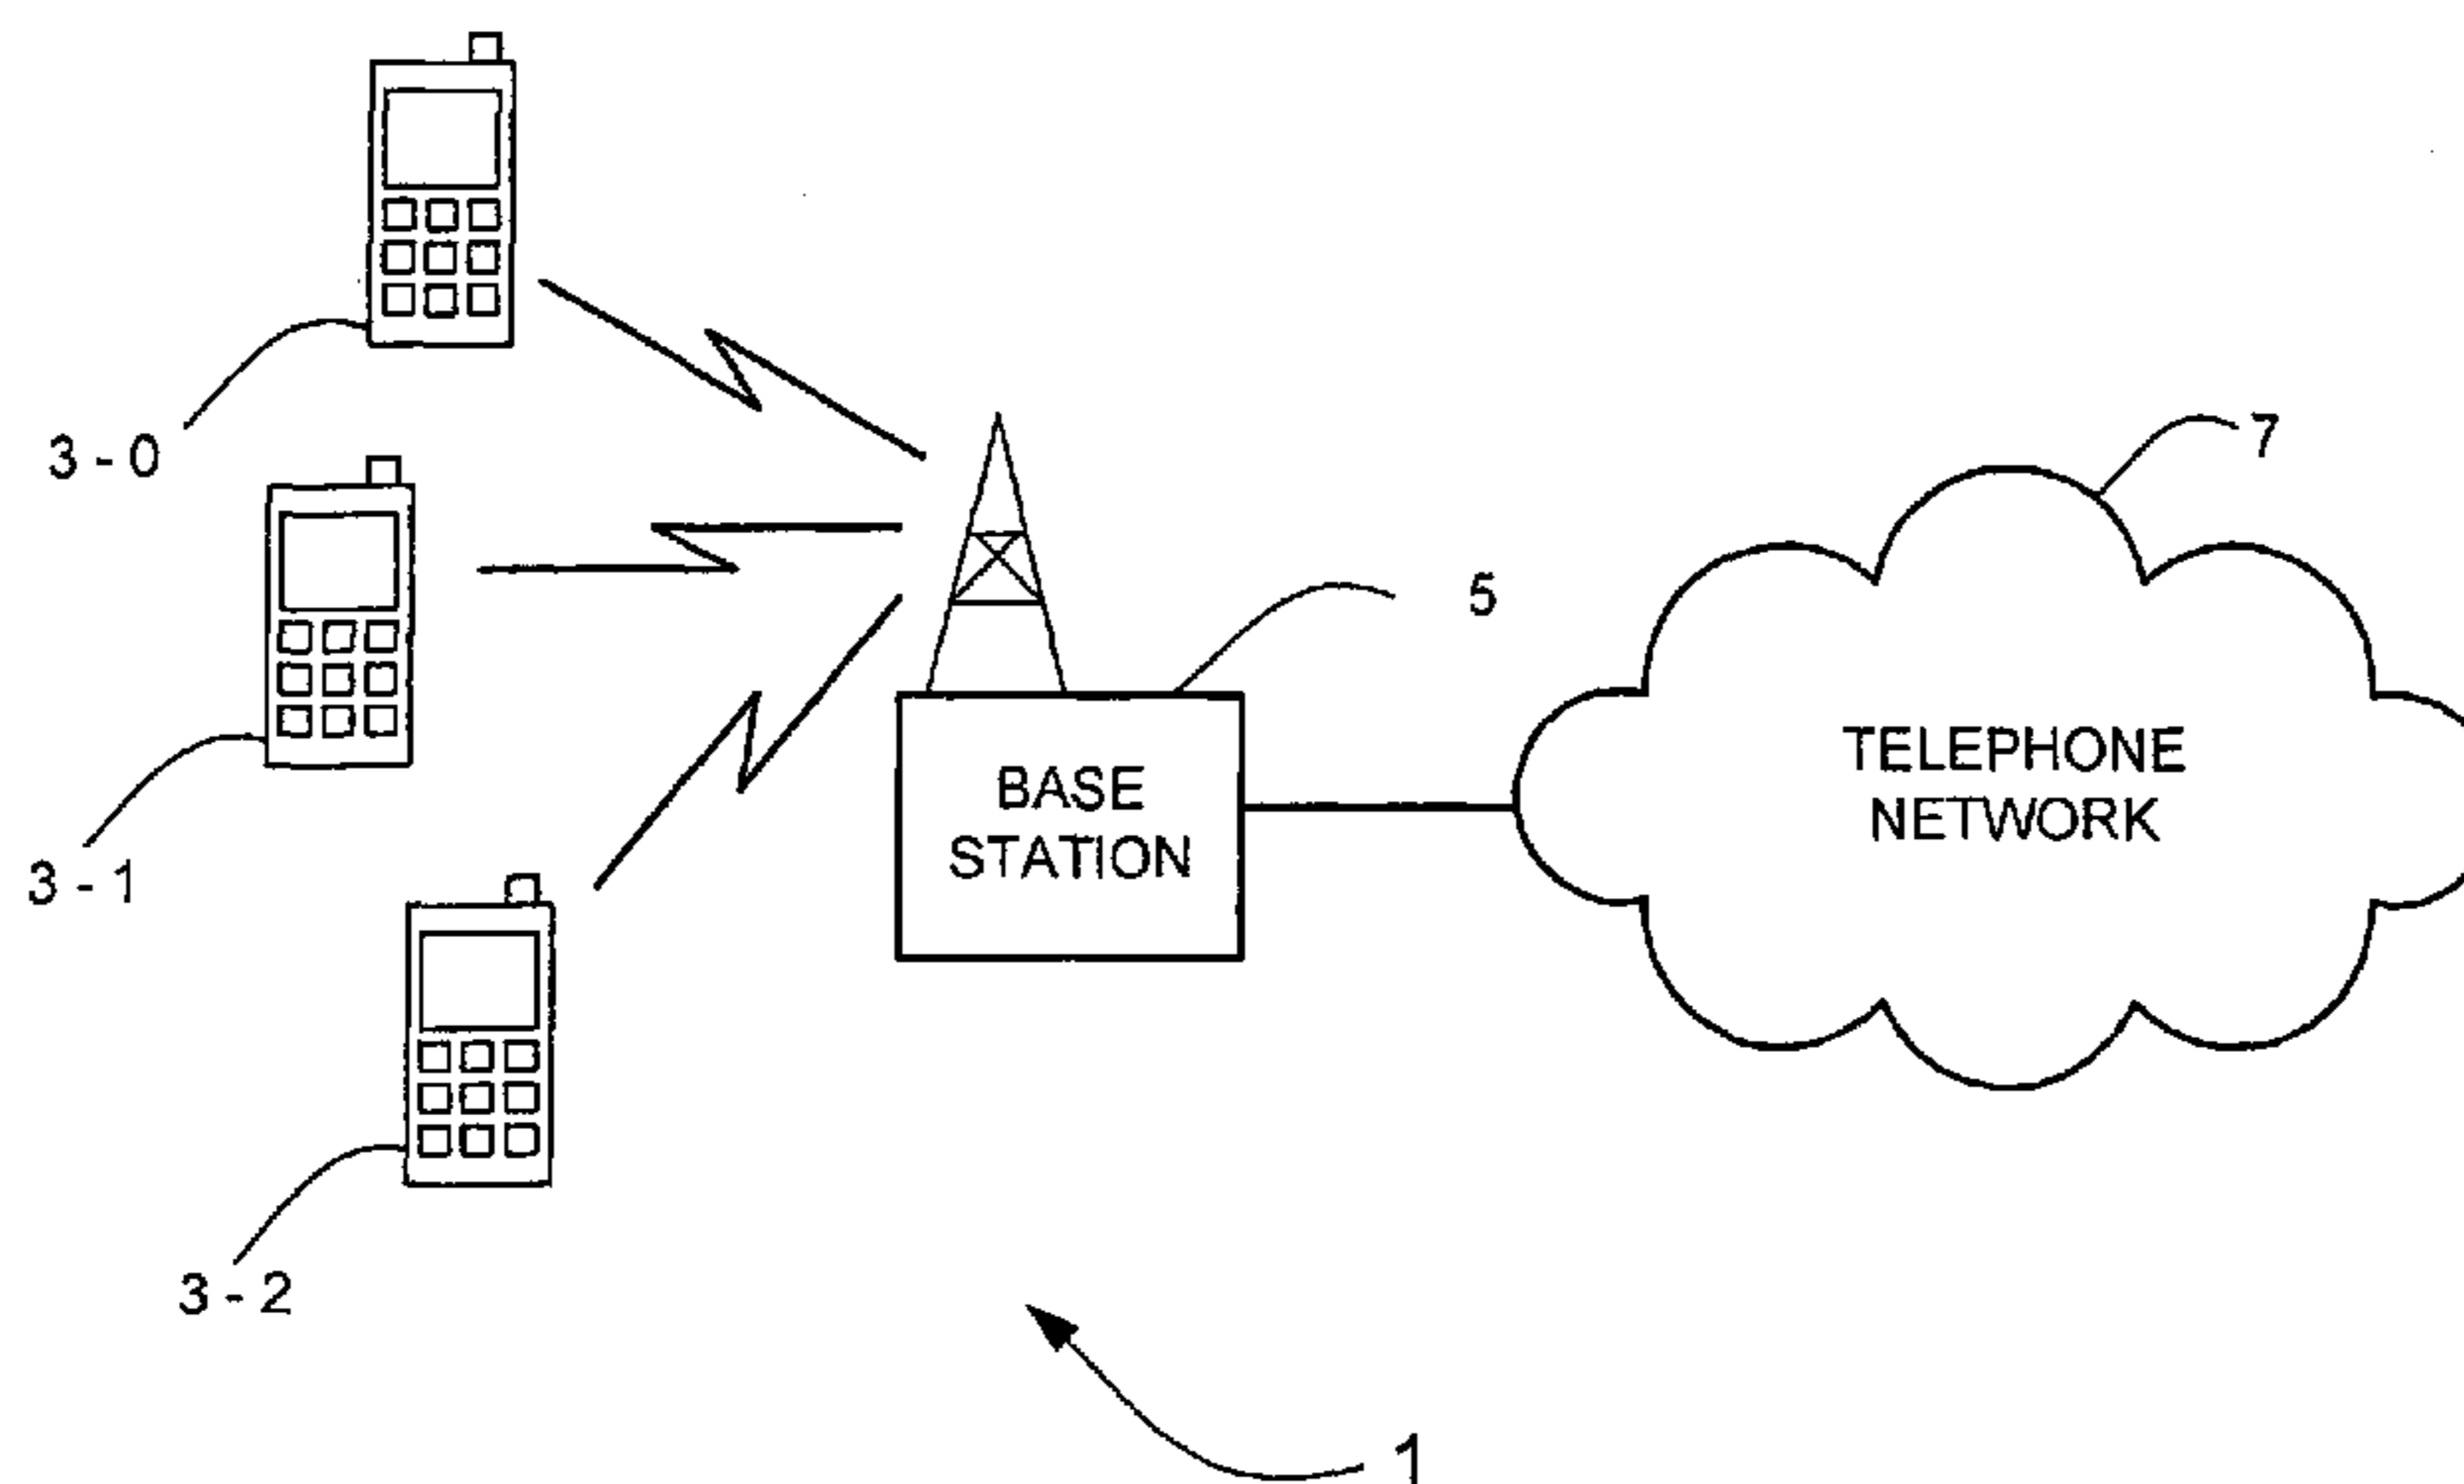 3 - 0
7
5
TELEPHONE
NETWORK
BASE
STATION
3 - 1
3 - 2
1